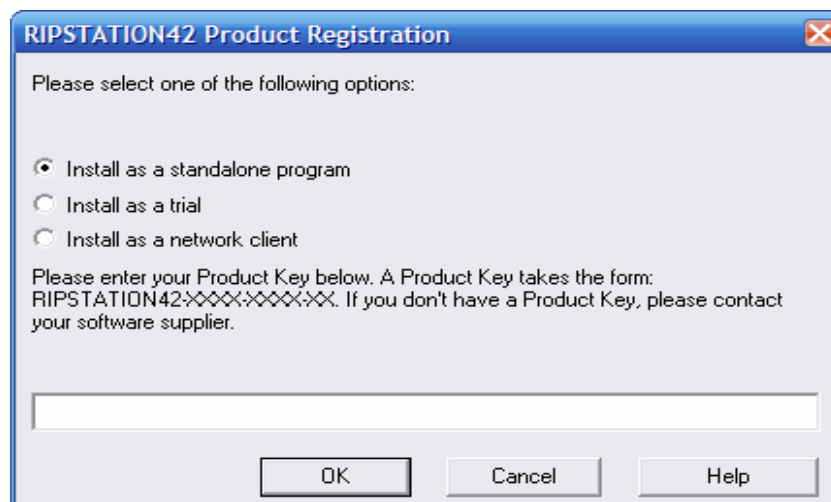 RIPSTATION42 Product Registration
Please select one of the following options:
Install as a standalone program
Install as a trial
Install as a network client
Please enter your Product Key below. A Product Key takes the form:
RIPSTATION42-XXXX-XXXX-XX. If you don't have a Product Key, please contact
your software supplier.
OK
Cancel
Help